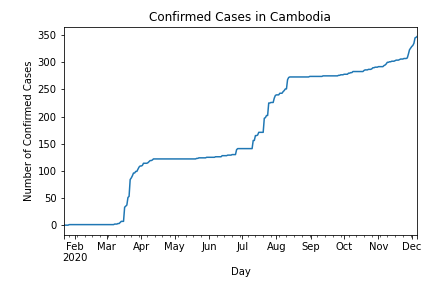 Confirmed Cases in Cambodia
350
300
250
200
150
100
50
0
Number of Confirmed Cases
Feb Mar Apr May Jun Jul Aug Sep Oct Nov Dec
2020
Day